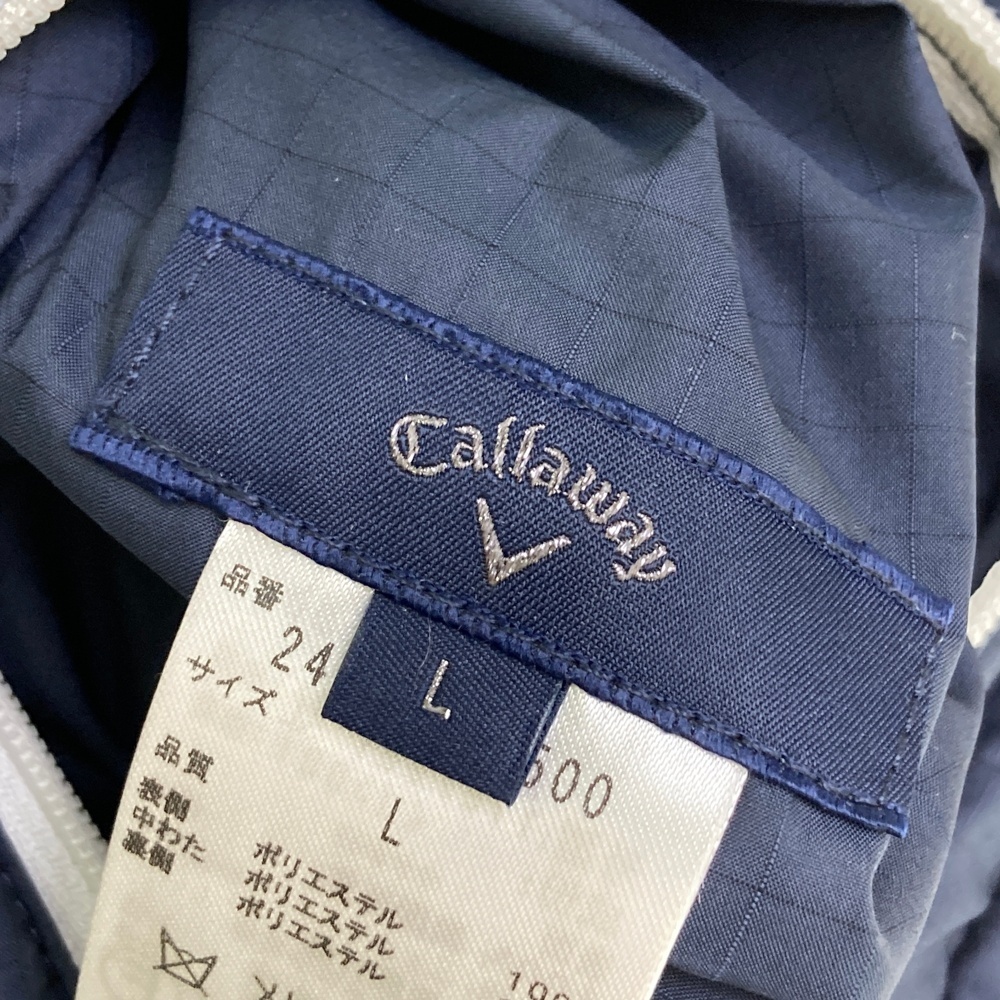 Callaway
L
品番
24 500
サイズ
L
品質
表側 ポリエステル
中わた ポリエステル
裏側 ポリエステル